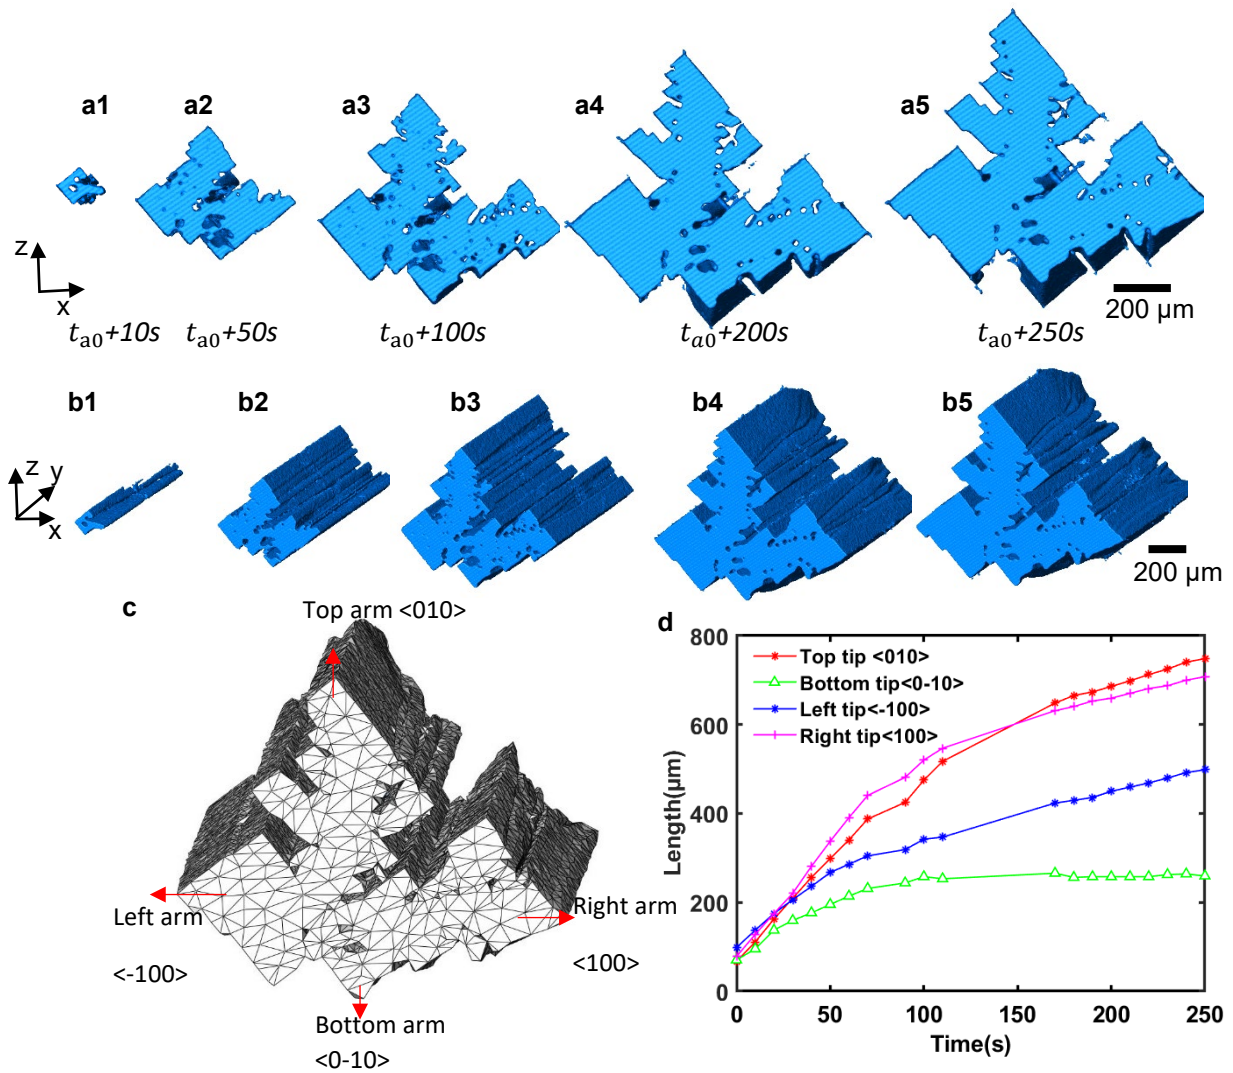 a1
a2
a3
a4
a5
z
x
200 µm
t_a0+10s
t_a0+50s
t_a0+100s
t_a0+200s
t_a0+250s
b1
b2
b3
b4
b5
z
y
x
200 µm
c
Top arm <010>
Left arm
<-100>
Right arm
<100>
Bottom arm
<0-10>
d
800
600
400
200
0
Length(µm)
Top tip <010>
Bottom tip<0-10>
Left tip<-100>
Right tip<100>
0
50
100
150
200
250
Time(s)